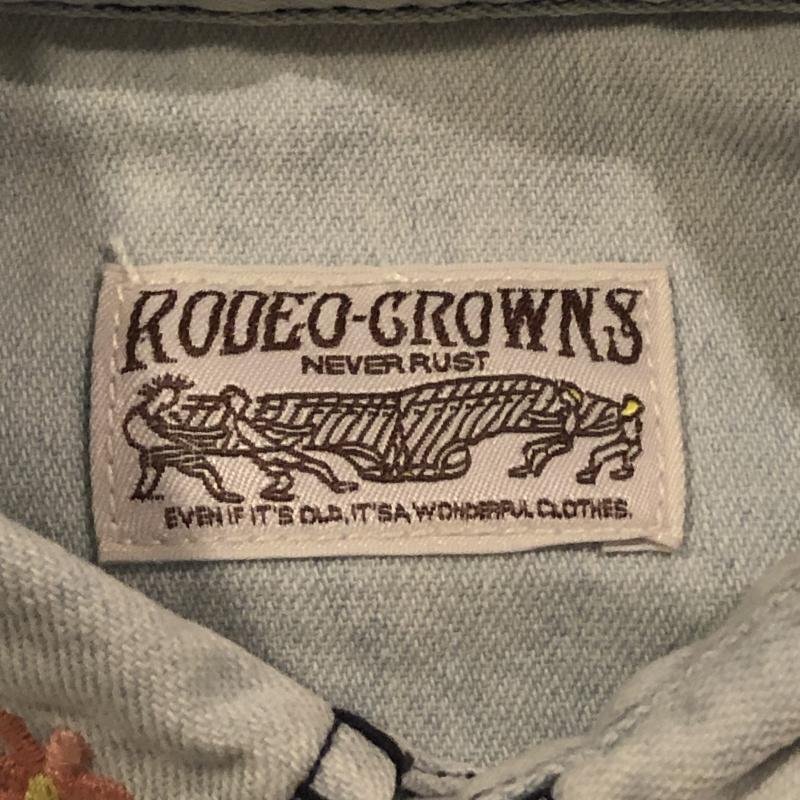 RODEO-CROWNS
NEVER RUST
EVEN IF IT'S OLD, IT'S A WONDERFUL CLOTHES.